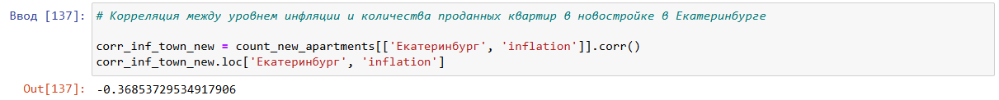 Ввод [137]: # Корреляция между уровнем инфляции и количества проданных квартир в новостройке в Екатеринбурге
corr_inf_town_new = count_new_apartments[['Екатеринбург', 'inflation']].corr()
corr_inf_town_new.loc['Екатеринбург', 'inflation']
Out[137]: -0.36853729534917906